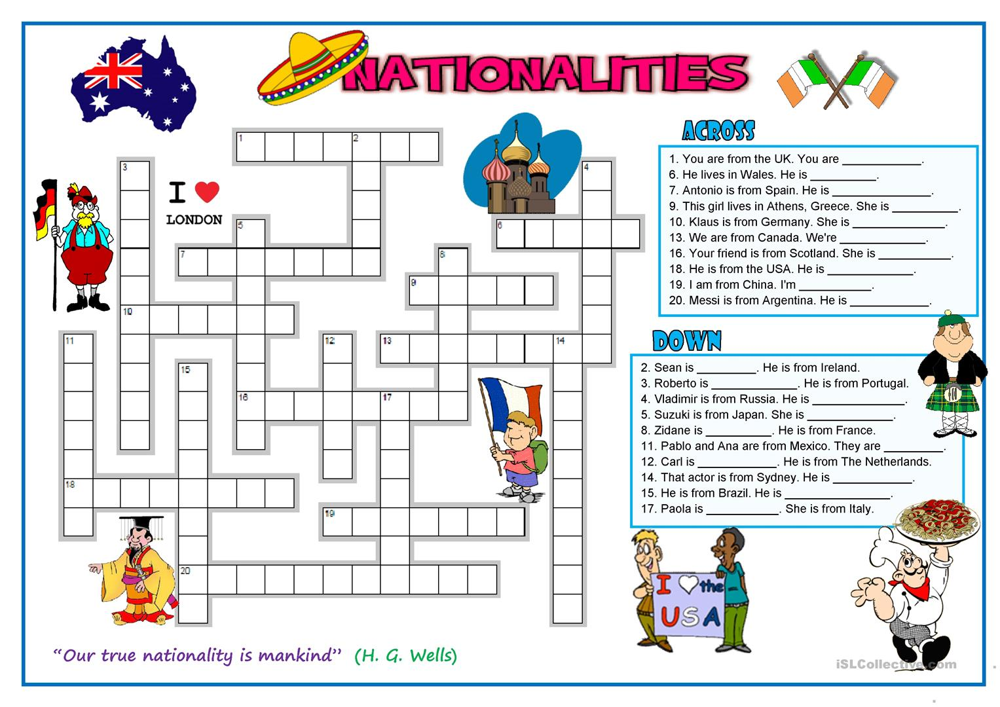 NATIONALITIES
I ♥
LONDON
1
2
3
4
5
6
7
8
9
10
11
12
13
14
15
16
17
18
19
20
ACROSS
1. You are from the UK. You are _____________.
6. He lives in Wales. He is ___________.
7. Antonio is from Spain. He is ________________.
9. This girl lives in Athens, Greece. She is ___________.
10. Klaus is from Germany. She is _______________.
13. We are from Canada. We're ______________.
16. Your friend is from Scotland. She is ____________.
18. He is from the USA. He is ______________.
19. I am from China. I'm ____________.
20. Messi is from Argentina. He is _____________.
DOWN
2. Sean is __________. He is from Ireland.
3. Roberto is ______________. He is from Portugal.
4. Vladimir is from Russia. He is _______________.
5. Suzuki is from Japan. She is ______________.
8. Zidane is ___________. He is from France.
11. Pablo and Ana are from Mexico. They are __________.
12. Carl is _____________. He is from The Netherlands.
14. That actor is from Sydney. He is _____________.
15. He is from Brazil. He is _________________.
17. Paola is ____________. She is from Italy.
I ♡ the
USA
“Our true nationality is mankind” (H. G. Wells)
iSLCollective.com